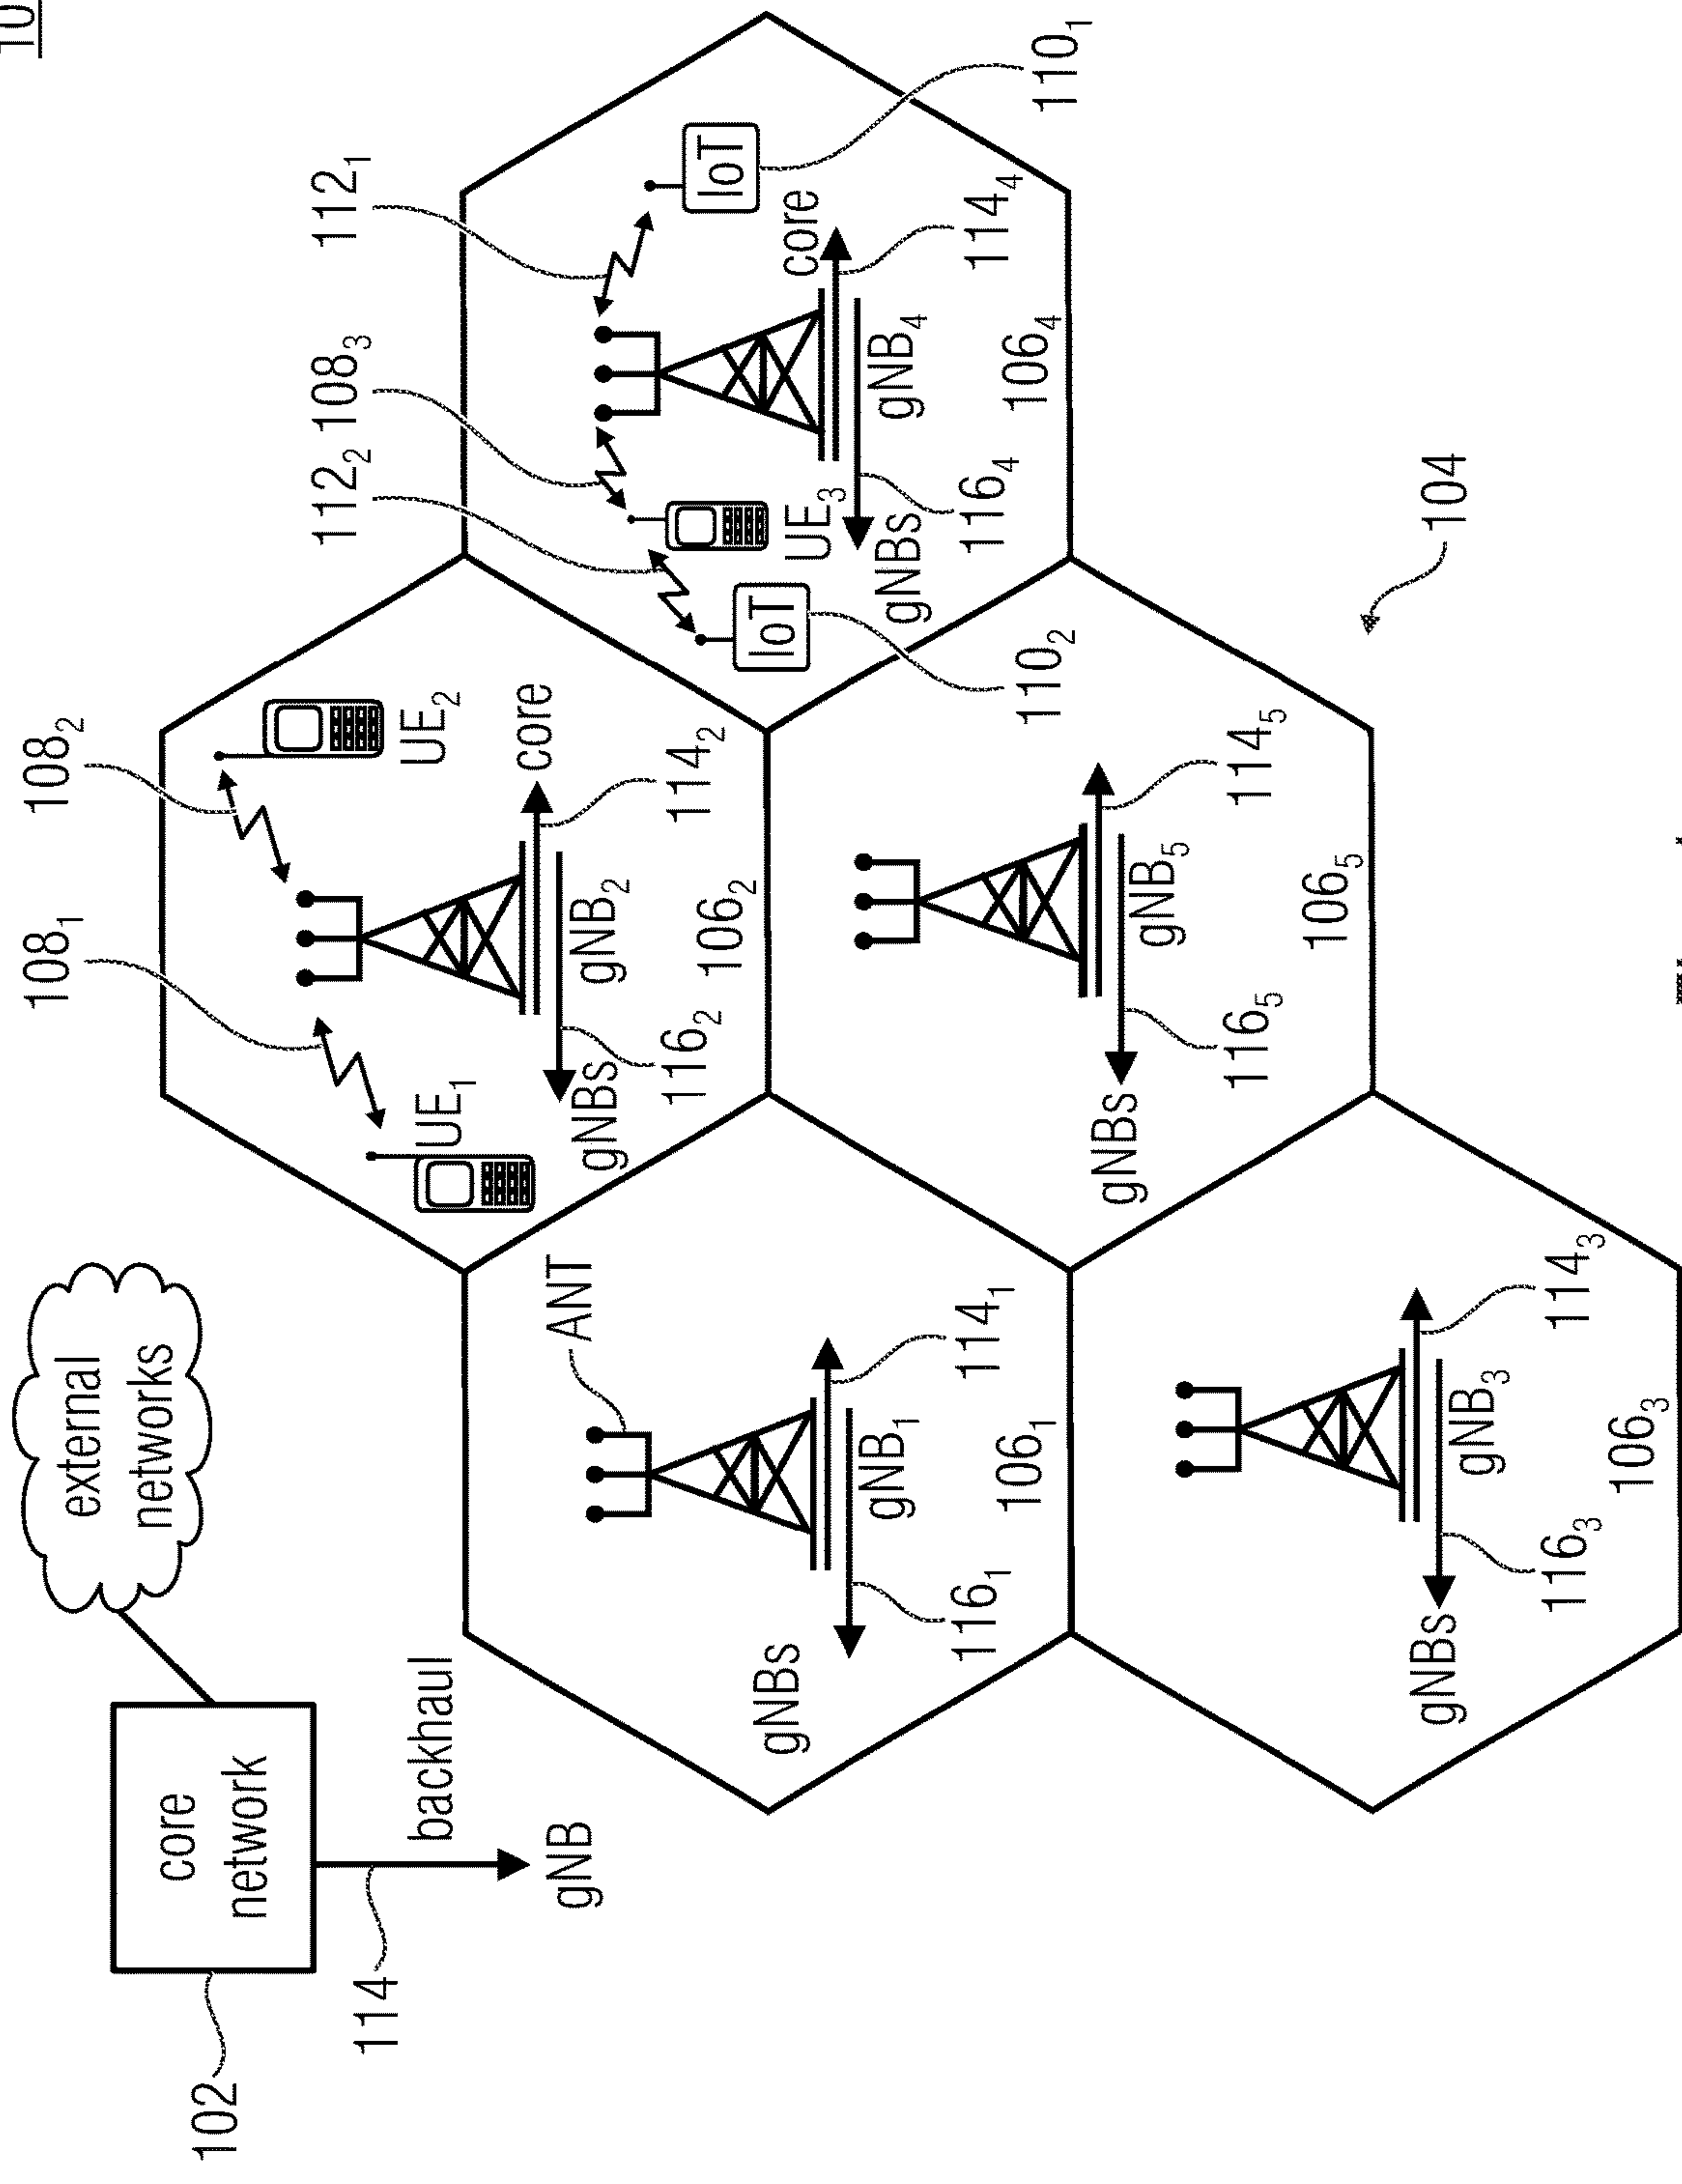 10
external
networks
core
network
102
114
backhaul
gNB
108₁
108₂
UE₁
UE₂
core
gNBs
gNB₂
116₂
114₂
106₂
112₂
108₃
112₁
IoT
UE₃
IoT
core
gNBs
gNB₄
116₄
114₄
106₄
110₂
110₁
ANT
gNBs
gNB₁
116₁
114₁
106₁
gNBs
gNB₅
116₅
114₅
106₅
gNBs
gNB₃
116₃
114₃
106₃
104